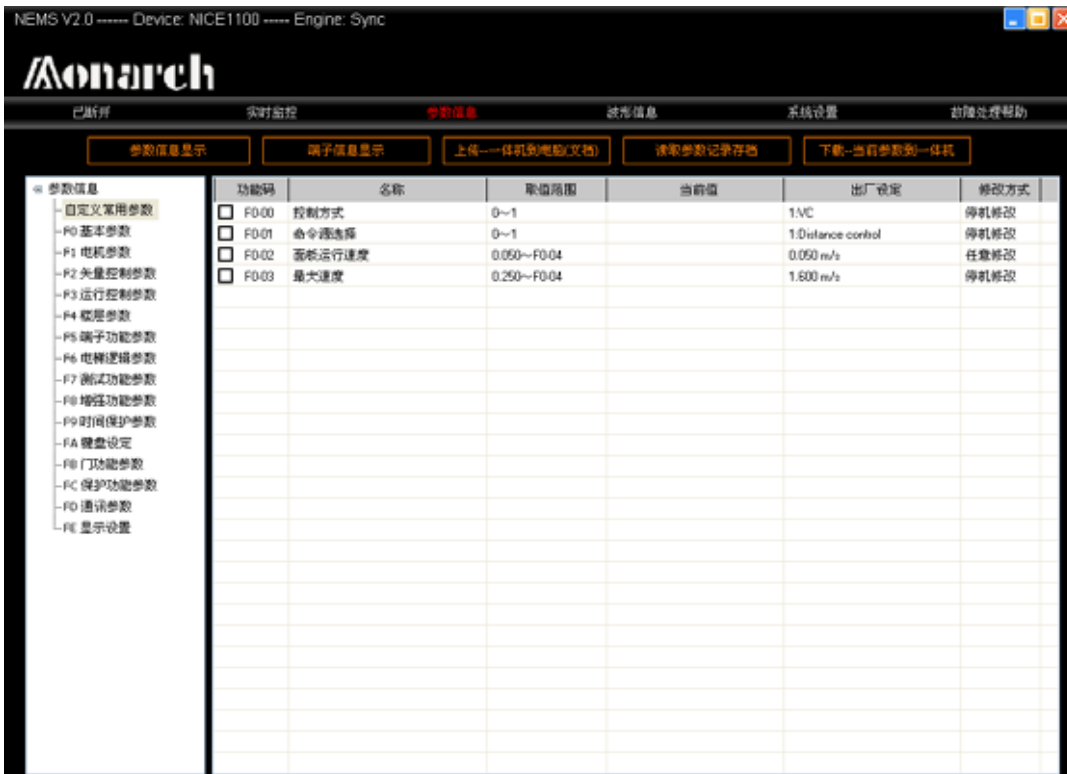 NEMS V2.0 ------ Device: NICE1100 ----- Engine: Sync
Monarch
已断开 实时监控 参数信息 波形信息 系统设置 故障处理帮助
参数信息显示 端子信息显示 上传--一体机到电脑(文档) 读取参数记录存档 下载--当前参数到一体机
参数信息
自定义常用参数
F0 基本参数
F1 电机参数
F2 矢量控制参数
F3 运行控制参数
F4 楼层参数
F5 端子功能参数
F6 电梯逻辑参数
F7 测试功能参数
F8 增强功能参数
F9 时间保护参数
FA 键盘设定
FB 门功能参数
FC 保护功能参数
FD 通讯参数
FE 显示设置
功能码 名称 取值范围 当前值 出厂设定 修改方式
F0-00 控制方式 0~1 1:VC 停机修改
F0-01 命令源选择 0~1 1:Distance control 停机修改
F0-02 面板运行速度 0.050~F0-04 0.050 m/s 任意修改
F0-03 最大速度 0.250~F0-04 1.600 m/s 停机修改